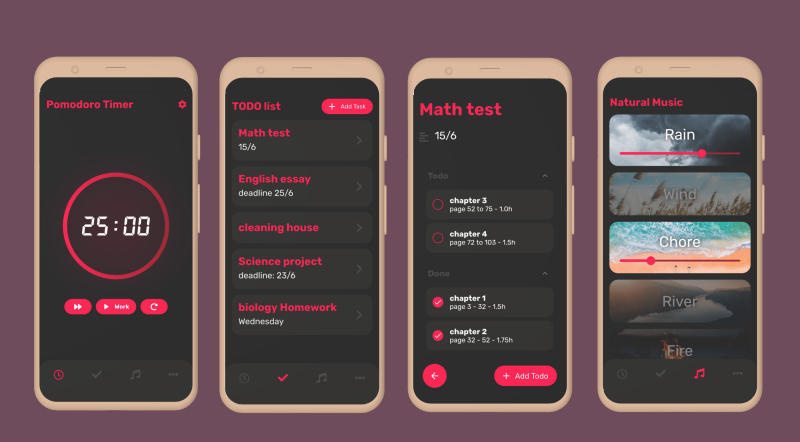 Pomodoro Timer
25:00
Work
TODO list
+ Add Task
Math test
15/6
English essay
deadline 25/6
cleaning house
Science project
deadline: 23/6
biology Homework
Wednesday
Math test
15/6
Todo
chapter 3
page 52 to 75 - 1.0h
chapter 4
page 72 to 103 - 1.5h
Done
chapter 1
page 3 - 32 - 1.5h
chapter 2
page 32 - 52 - 1.75h
+ Add Todo
Natural Music
Rain
Wind
Chore
River
Fire